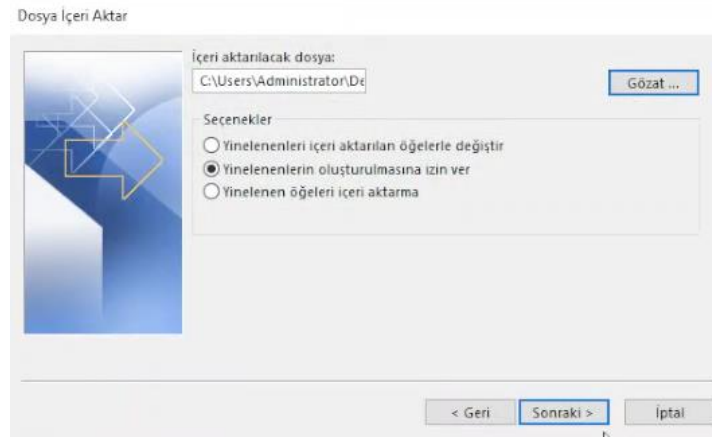 Dosya İçeri Aktar
İçeri aktarılacak dosya:
C:\Users\Administrator\De
Gözat ...
Seçenekler
Yinelenenleri içeri aktarılan öğelerle değiştir
Yinelenenlerin oluşturulmasına izin ver
Yinelenen öğeleri içeri aktarma
< Geri
Sonraki >
İptal